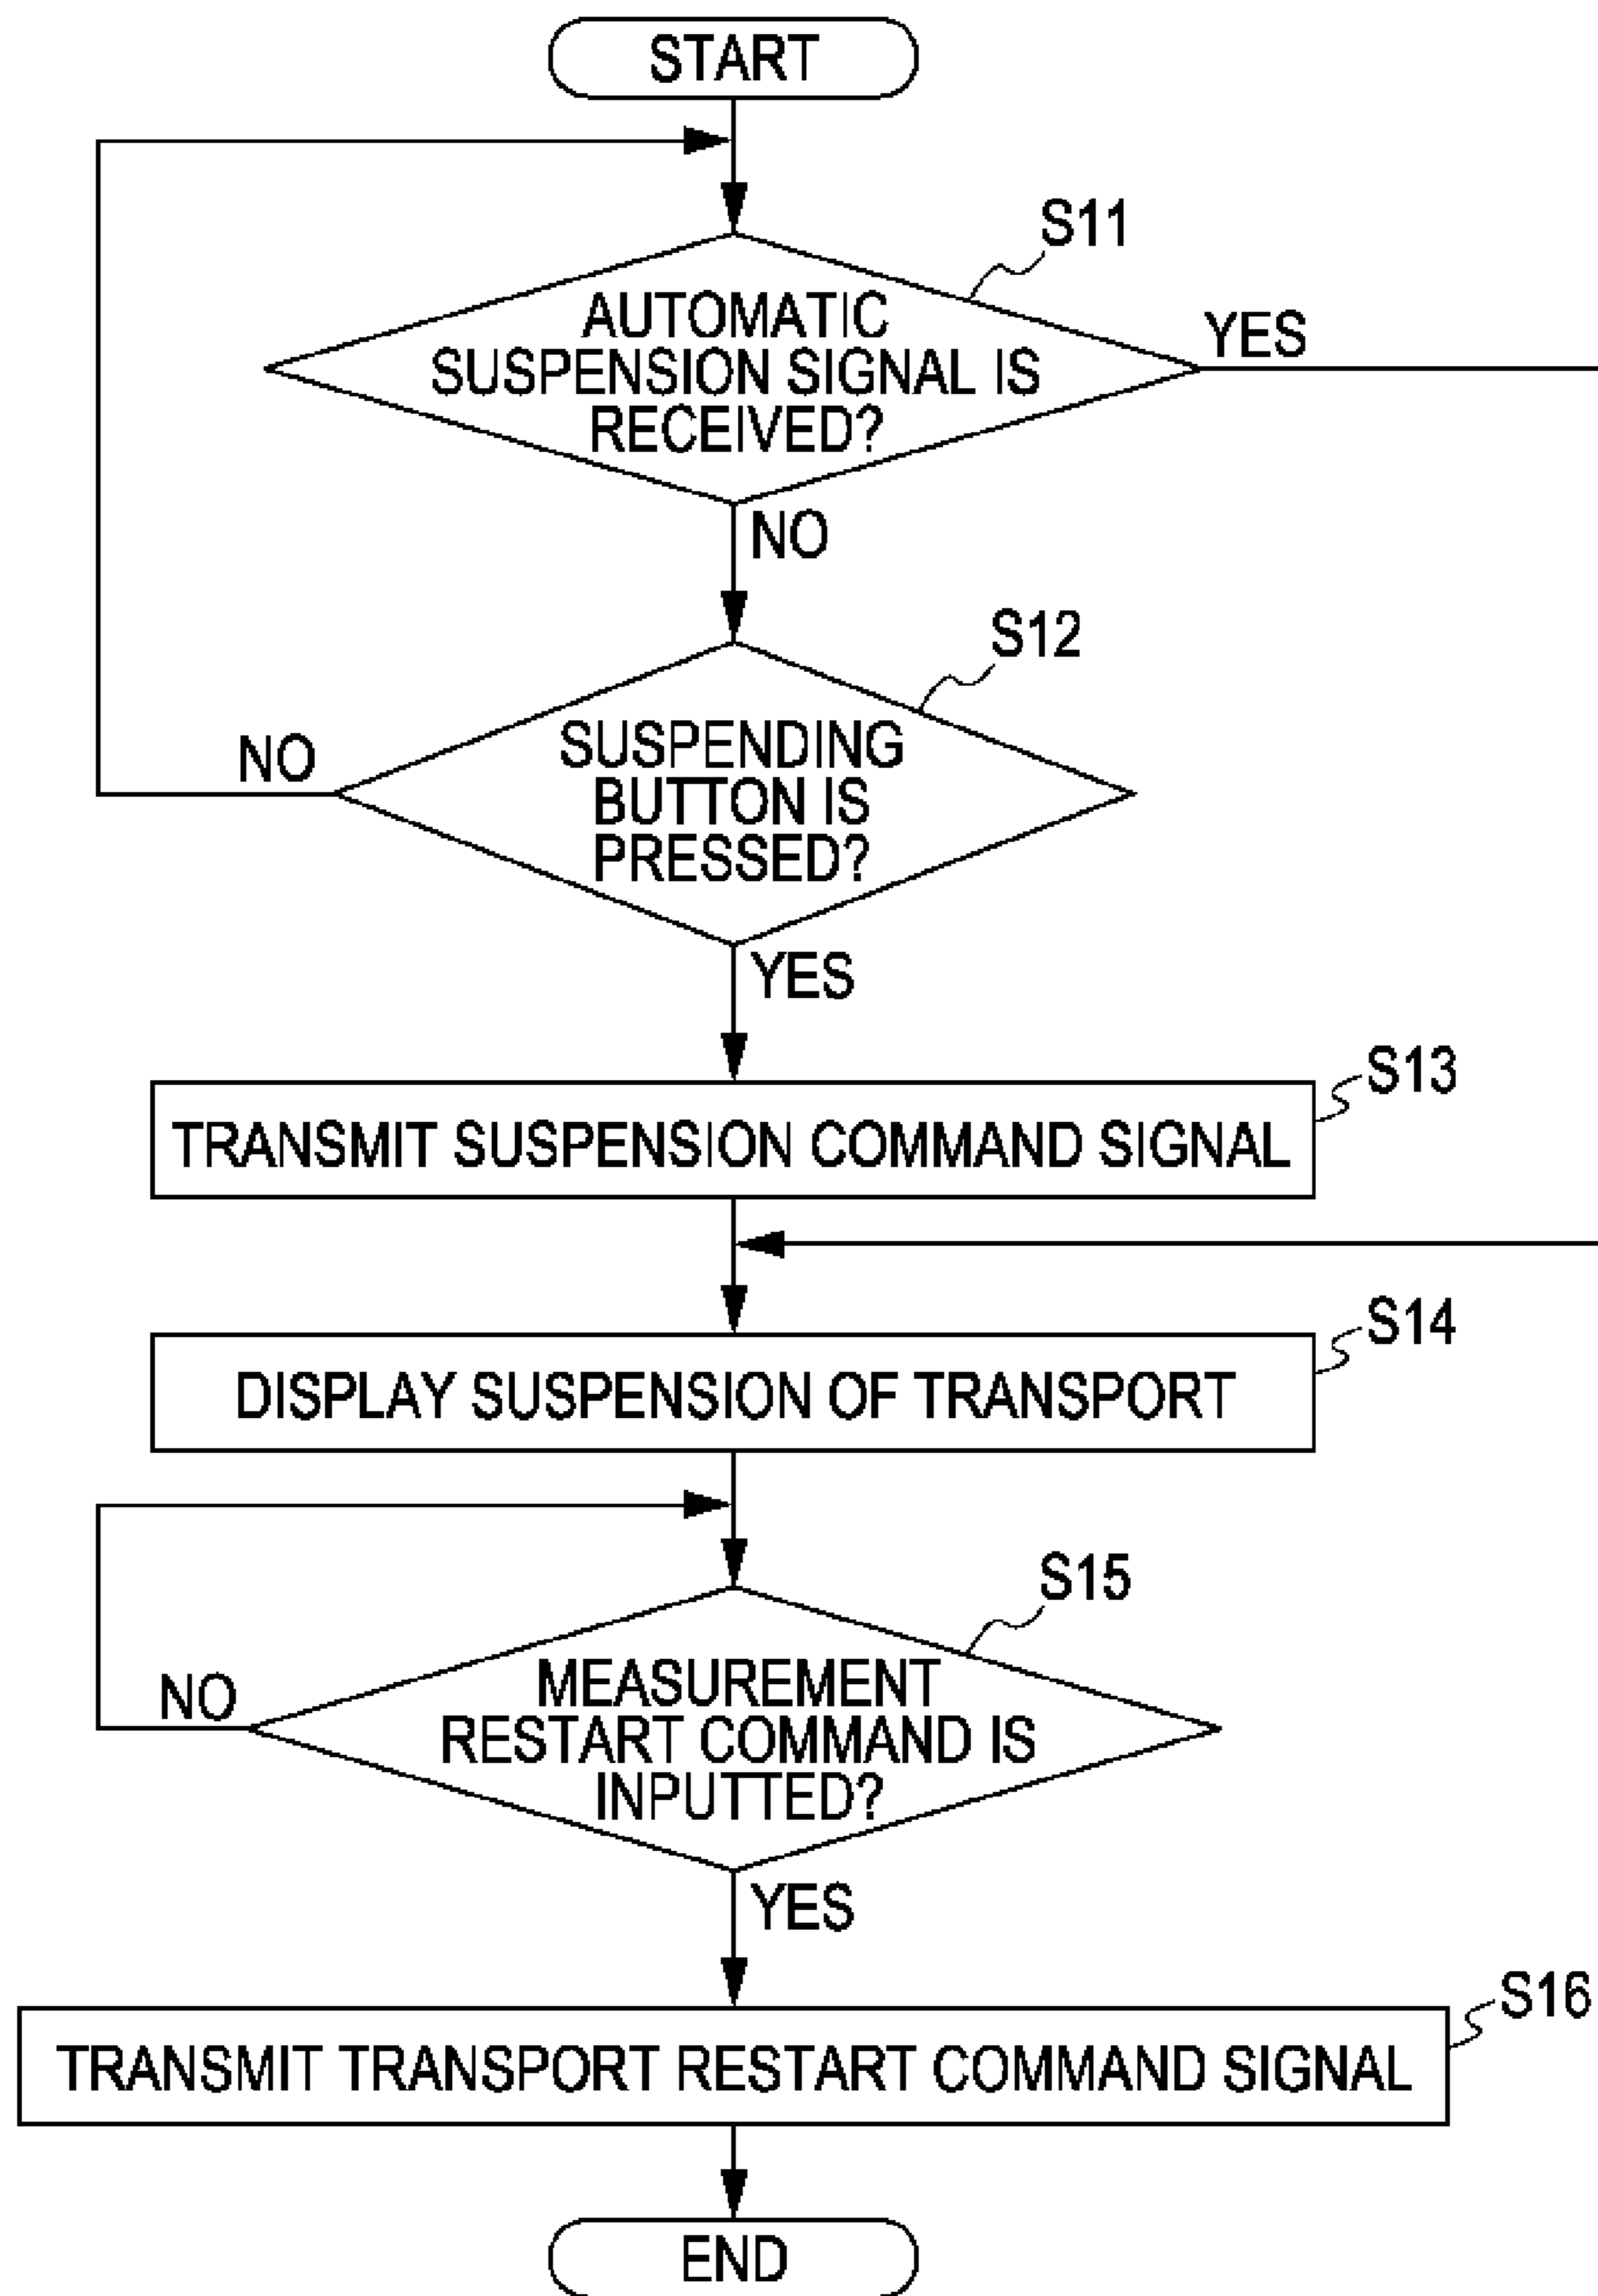 START
S11
AUTOMATIC
SUSPENSION SIGNAL IS
RECEIVED?
YES
NO
S12
SUSPENDING
BUTTON IS
PRESSED?
NO
YES
S13
TRANSMIT SUSPENSION COMMAND SIGNAL
S14
DISPLAY SUSPENSION OF TRANSPORT
S15
MEASUREMENT
RESTART COMMAND IS
INPUTTED?
NO
YES
S16
TRANSMIT TRANSPORT RESTART COMMAND SIGNAL
END